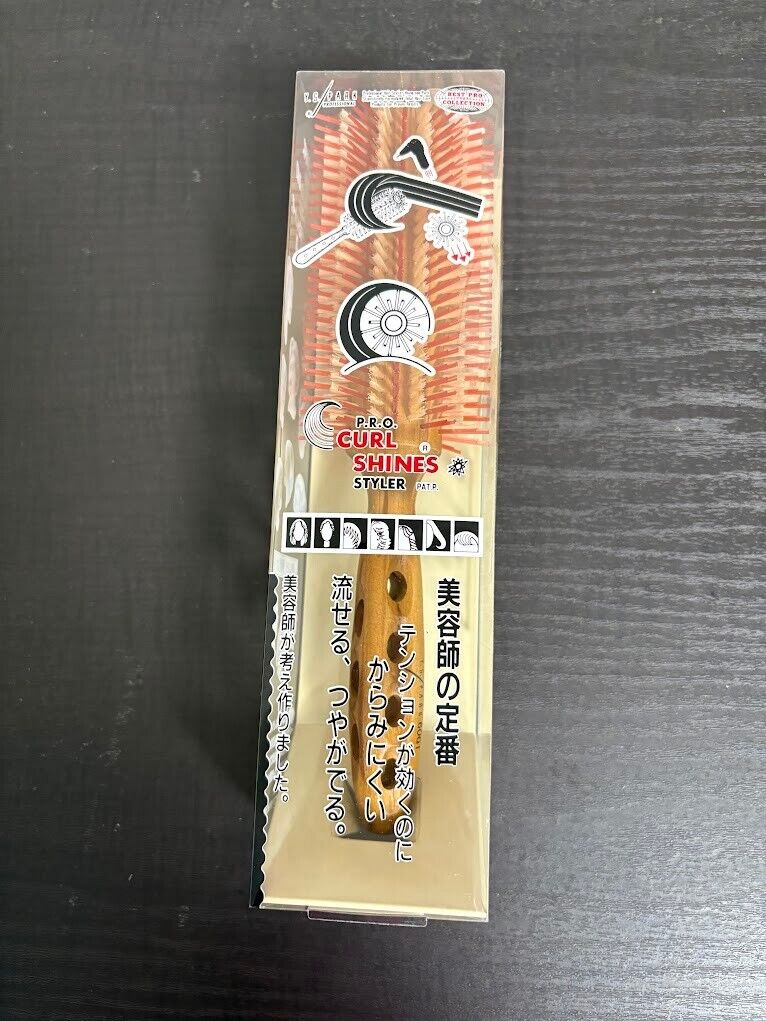 Y.S./PARK
PROFESSIONAL
BEST PRO
COLLECTION
P.R.O.
CURL
SHINES ®
STYLER PAT.P.
美容師の定番
テンションが効くのに
からみにくい
流せる、つやがでる。
美容師が考え作りました。